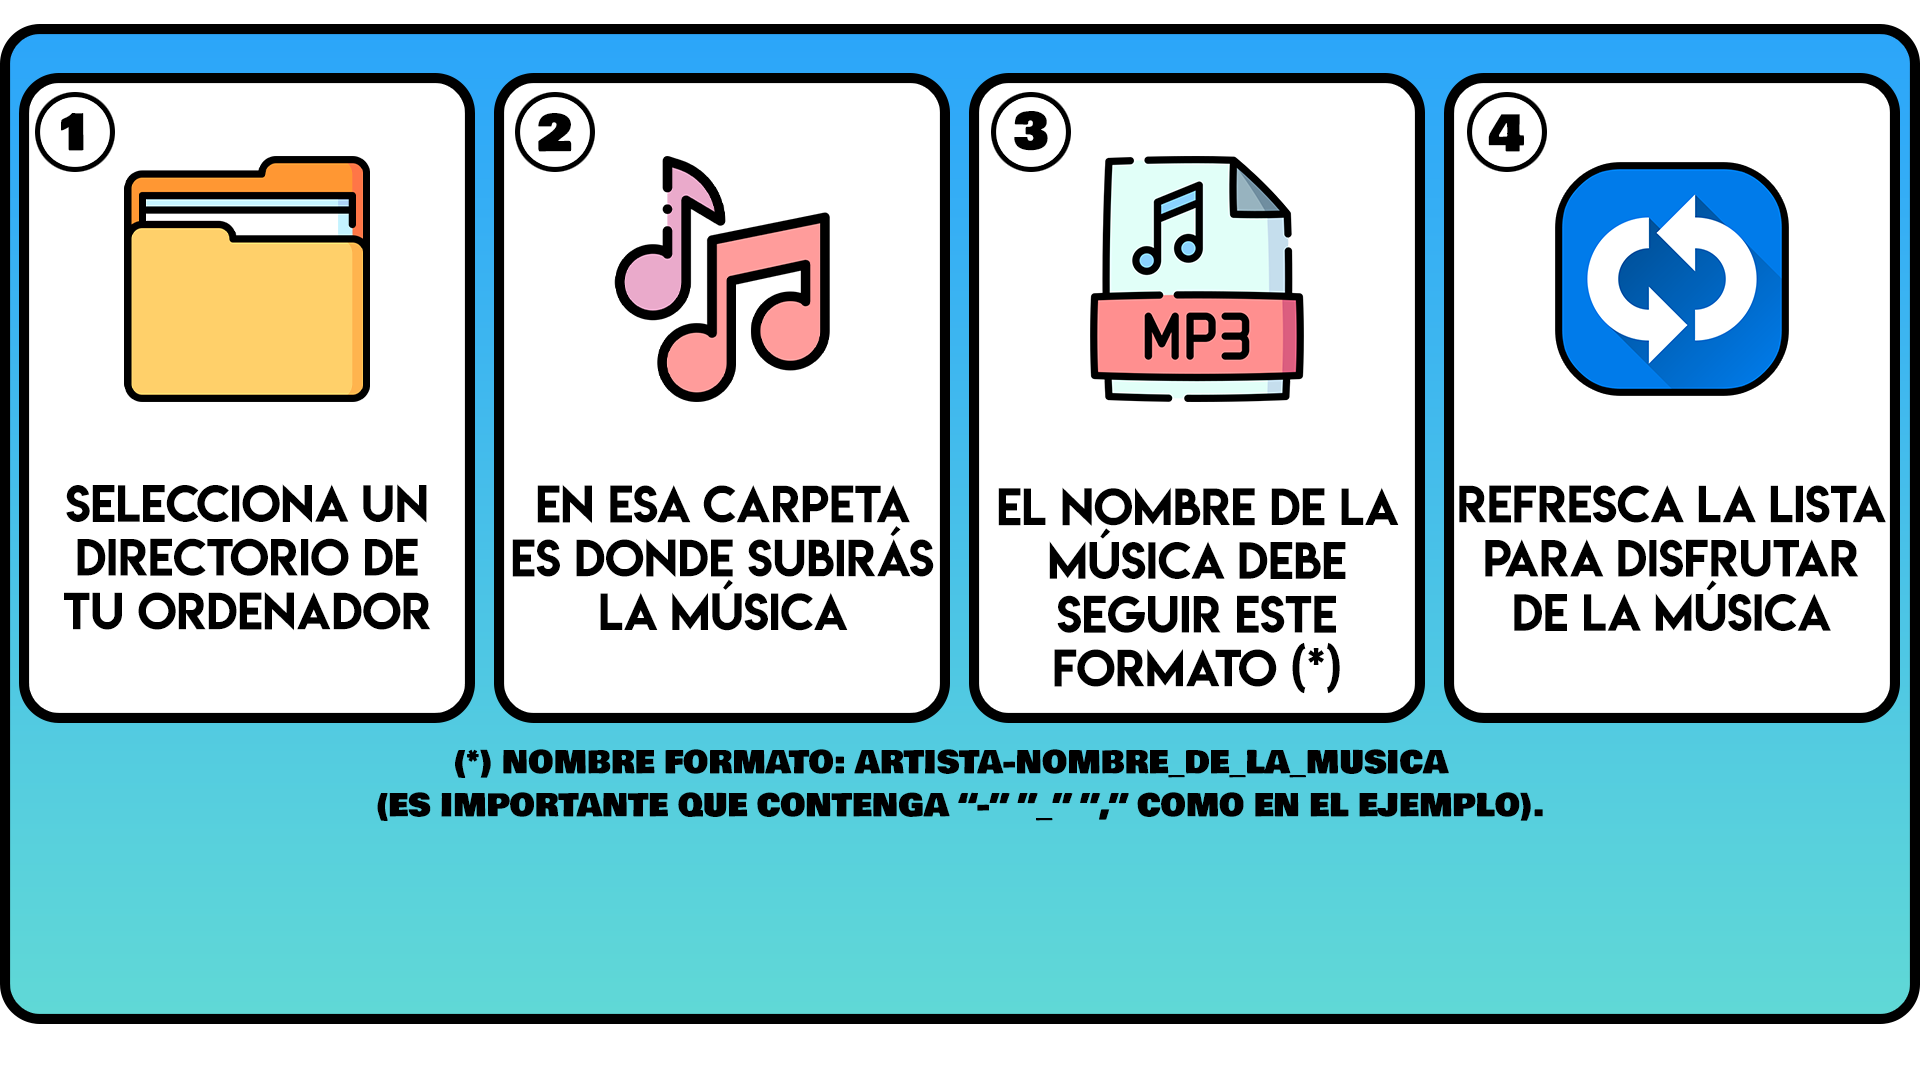 1
SELECCIONA UN
DIRECTORIO DE
TU ORDENADOR
2
EN ESA CARPETA
ES DONDE SUBIRÁS
LA MÚSICA
3
MP3
EL NOMBRE DE LA
MÚSICA DEBE
SEGUIR ESTE
FORMATO (*)
4
REFRESCA LA LISTA
PARA DISFRUTAR
DE LA MÚSICA
(*) NOMBRE FORMATO: ARTISTA-NOMBRE_DE_LA_MUSICA
(ES IMPORTANTE QUE CONTENGA “-” ”_” ”,” COMO EN EL EJEMPLO).